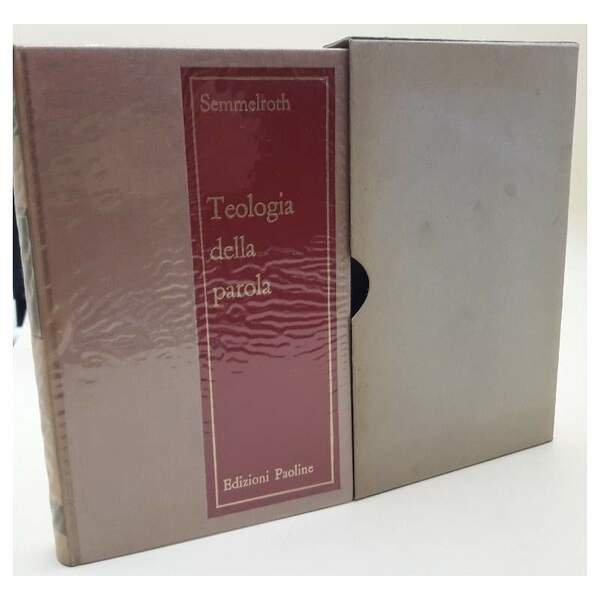 Semmelroth
Teologia
della
parola
Edizioni Paoline